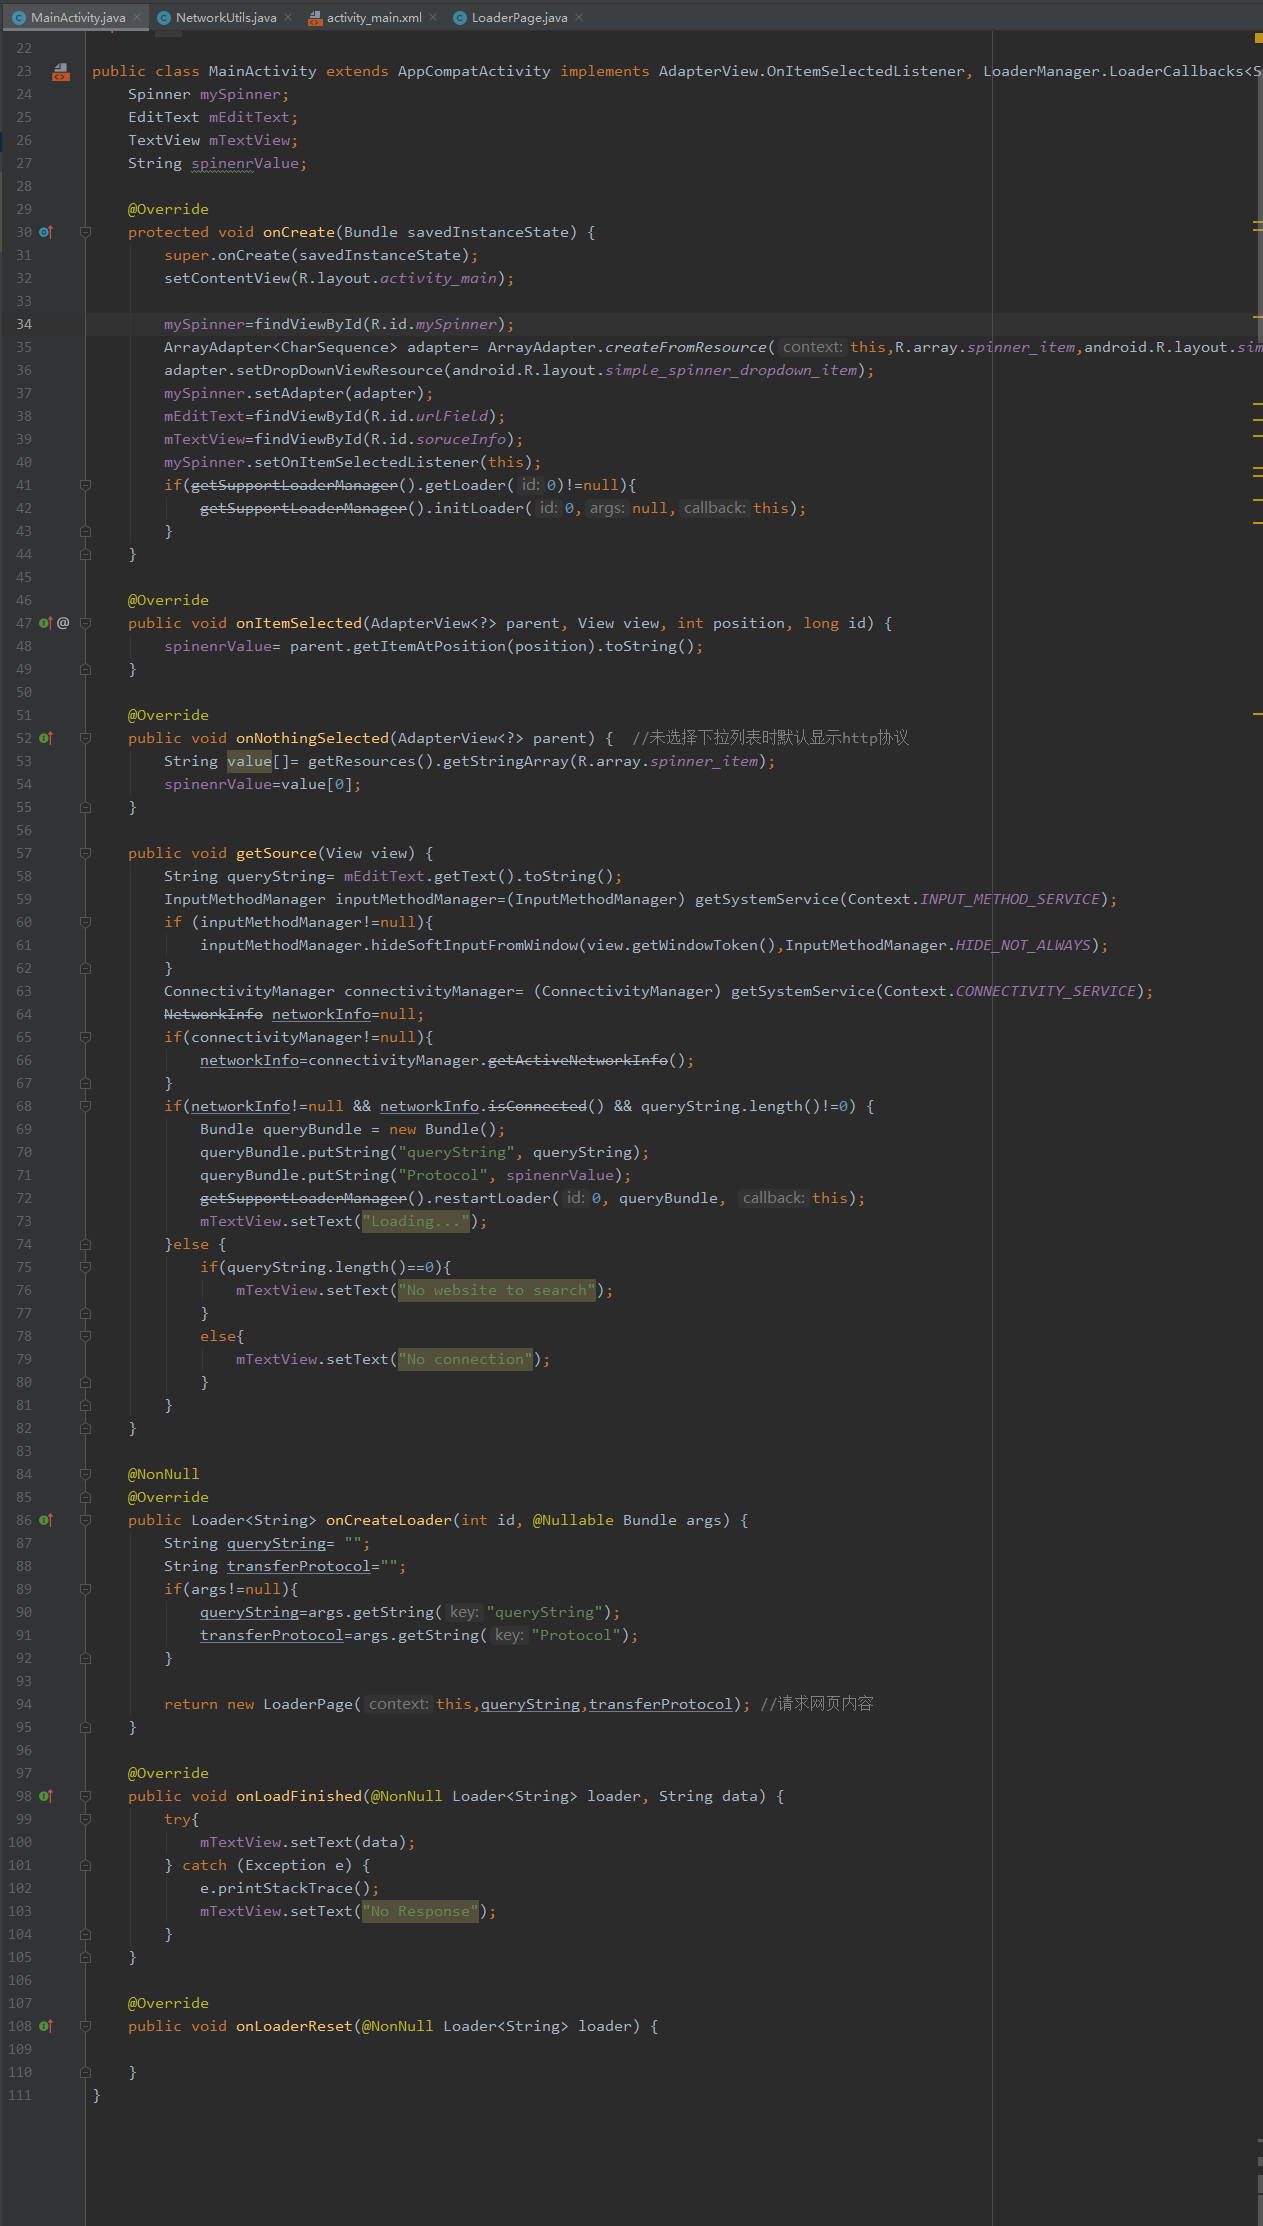 MainActivity.java NetworkUtils.java activity_main.xml LoaderPage.java
22
23 public class MainActivity extends AppCompatActivity implements AdapterView.OnItemSelectedListener, LoaderManager.LoaderCallbacks<S
24 Spinner mySpinner;
25 EditText mEditText;
26 TextView mTextView;
27 String spinenrValue;
28
29 @Override
30 protected void onCreate(Bundle savedInstanceState) {
31 super.onCreate(savedInstanceState);
32 setContentView(R.layout.activity_main);
33
34 mySpinner=findViewById(R.id.mySpinner);
35 ArrayAdapter<CharSequence> adapter= ArrayAdapter.createFromResource( context: this,R.array.spinner_item,android.R.layout.sim
36 adapter.setDropDownViewResource(android.R.layout.simple_spinner_dropdown_item);
37 mySpinner.setAdapter(adapter);
38 mEditText=findViewById(R.id.urlField);
39 mTextView=findViewById(R.id.soruceInfo);
40 mySpinner.setOnItemSelectedListener(this);
41 if(getSupportLoaderManager().getLoader( id: 0)!=null){
42 getSupportLoaderManager().initLoader( id: 0, args: null, callback: this);
43 }
44 }
45
46 @Override
47 @ public void onItemSelected(AdapterView<?> parent, View view, int position, long id) {
48 spinenrValue= parent.getItemAtPosition(position).toString();
49 }
50
51 @Override
52 public void onNothingSelected(AdapterView<?> parent) { //未选择下拉列表时默认显示http协议
53 String value[]= getResources().getStringArray(R.array.spinner_item);
54 spinenrValue=value[0];
55 }
56
57 public void getSource(View view) {
58 String queryString= mEditText.getText().toString();
59 InputMethodManager inputMethodManager=(InputMethodManager) getSystemService(Context.INPUT_METHOD_SERVICE);
60 if (inputMethodManager!=null){
61 inputMethodManager.hideSoftInputFromWindow(view.getWindowToken(),InputMethodManager.HIDE_NOT_ALWAYS);
62 }
63 ConnectivityManager connectivityManager= (ConnectivityManager) getSystemService(Context.CONNECTIVITY_SERVICE);
64 NetworkInfo networkInfo=null;
65 if(connectivityManager!=null){
66 networkInfo=connectivityManager.getActiveNetworkInfo();
67 }
68 if(networkInfo!=null && networkInfo.isConnected() && queryString.length()!=0) {
69 Bundle queryBundle = new Bundle();
70 queryBundle.putString("queryString", queryString);
71 queryBundle.putString("Protocol", spinenrValue);
72 getSupportLoaderManager().restartLoader( id: 0, queryBundle, callback: this);
73 mTextView.setText("Loading...");
74 }else {
75 if(queryString.length()==0){
76 mTextView.setText("No website to search");
77 }
78 else{
79 mTextView.setText("No connection");
80 }
81 }
82 }
83
84 @NonNull
85 @Override
86 public Loader<String> onCreateLoader(int id, @Nullable Bundle args) {
87 String queryString= "";
88 String transferProtocol="";
89 if(args!=null){
90 queryString=args.getString( key: "queryString");
91 transferProtocol=args.getString( key: "Protocol");
92 }
93
94 return new LoaderPage( context: this,queryString,transferProtocol); //请求网页内容
95 }
96
97 @Override
98 public void onLoadFinished(@NonNull Loader<String> loader, String data) {
99 try{
100 mTextView.setText(data);
101 } catch (Exception e) {
102 e.printStackTrace();
103 mTextView.setText("No Response");
104 }
105 }
106
107 @Override
108 public void onLoaderReset(@NonNull Loader<String> loader) {
109
110 }
111 }